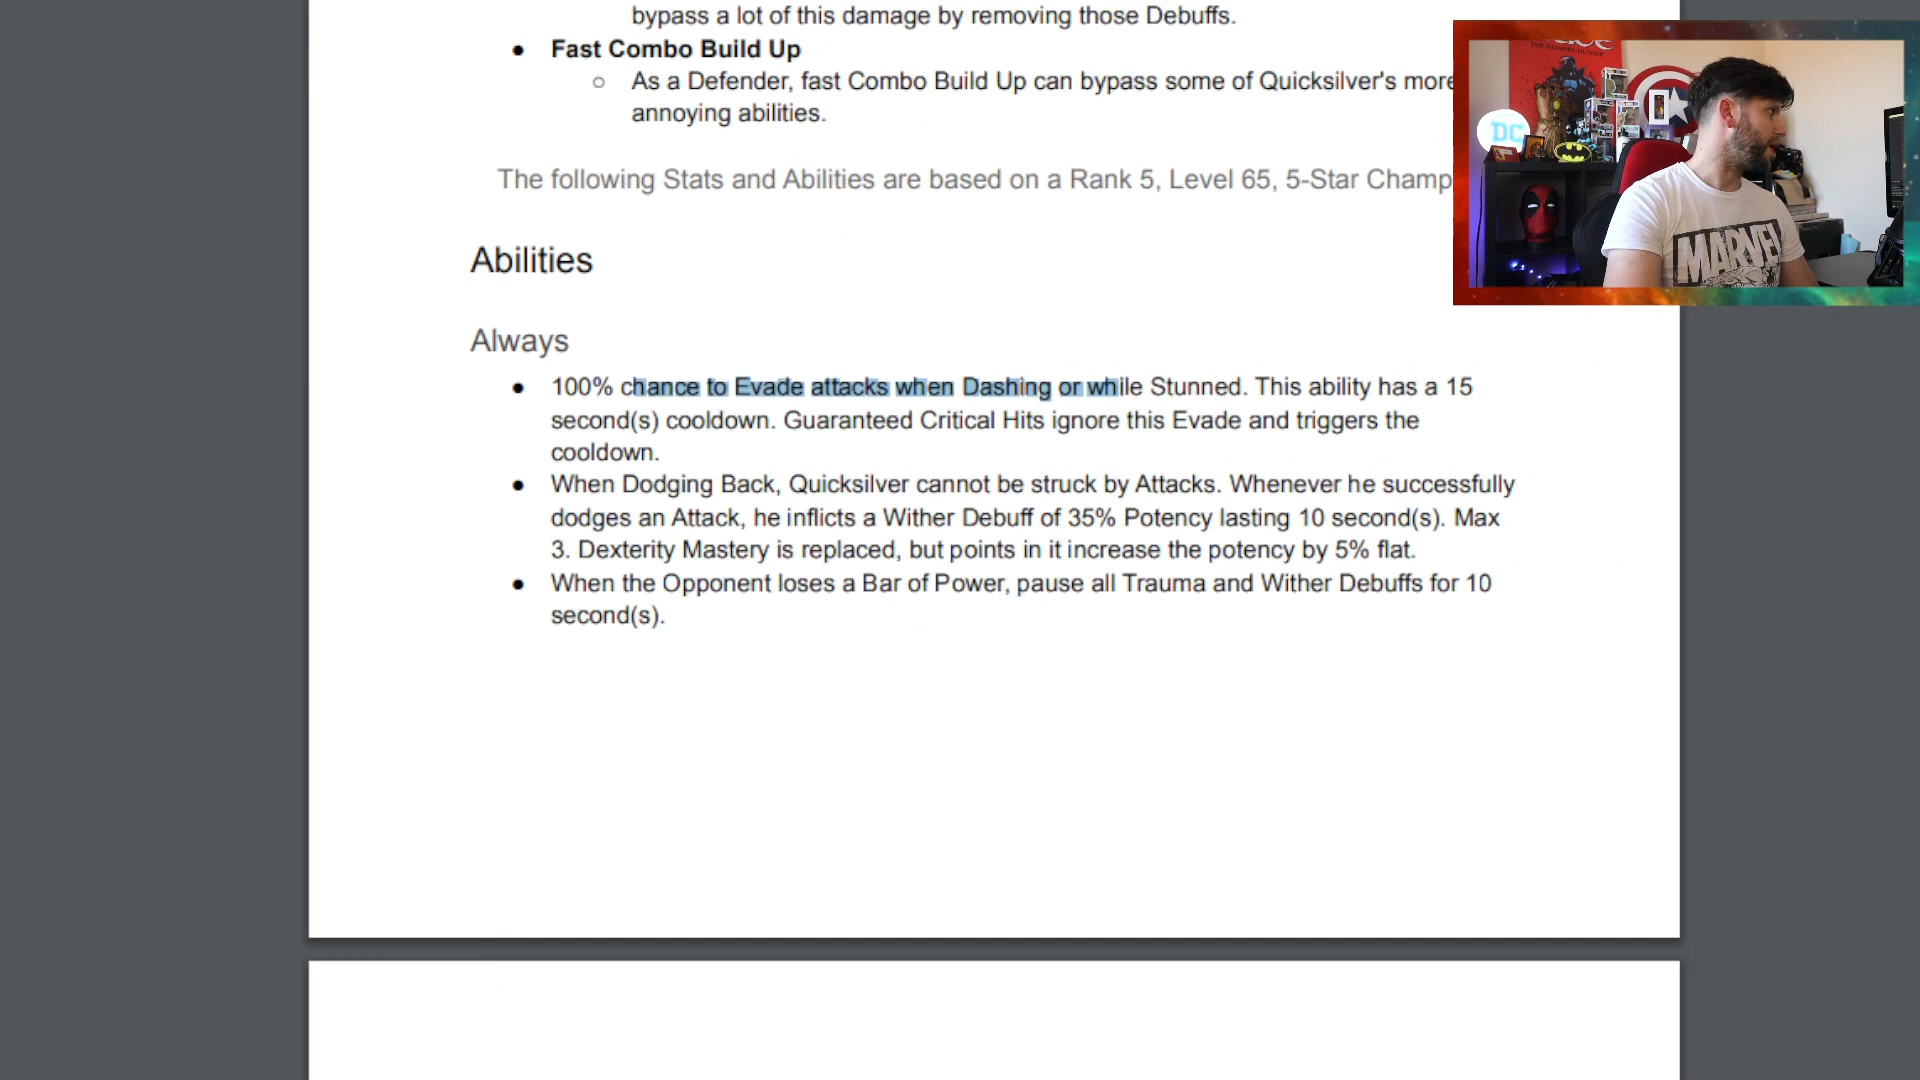 bypass a lot of this damage by removing those Debuffs.
● Fast Combo Build Up
○ As a Defender, fast Combo Build Up can bypass some of Quicksilver's more
annoying abilities.
The following Stats and Abilities are based on a Rank 5, Level 65, 5-Star Champ
Abilities
Always
● 100% chance to Evade attacks when Dashing or while Stunned. This ability has a 15
second(s) cooldown. Guaranteed Critical Hits ignore this Evade and triggers the
cooldown.
● When Dodging Back, Quicksilver cannot be struck by Attacks. Whenever he successfully
dodges an Attack, he inflicts a Wither Debuff of 35% Potency lasting 10 second(s). Max
3. Dexterity Mastery is replaced, but points in it increase the potency by 5% flat.
● When the Opponent loses a Bar of Power, pause all Trauma and Wither Debuffs for 10
second(s).
THE VAMPIRE HUNTER
DC
MARVEL